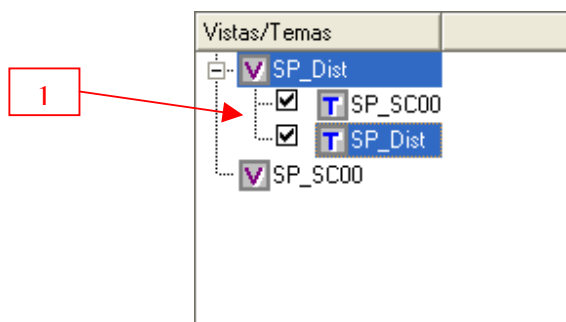 Vistas/Temas
V SP_Dist
1
T SP_SC00
T SP_Dist
V SP_SC00